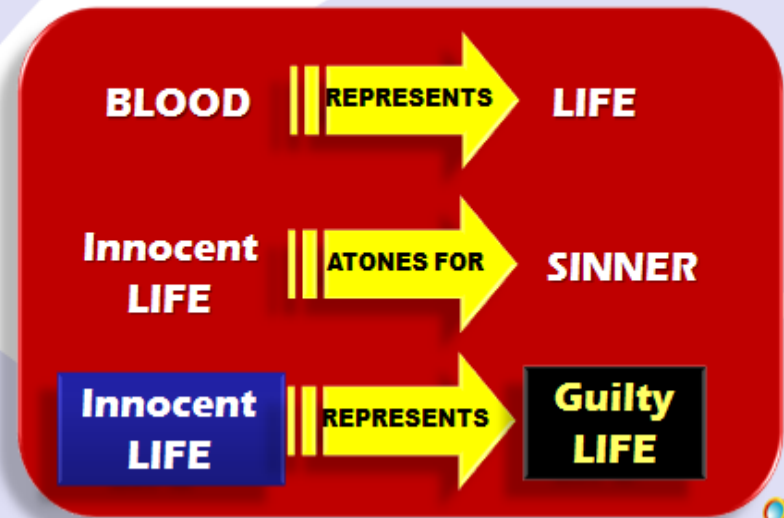 BLOOD REPRESENTS LIFE
Innocent
LIFE
ATONES FOR
SINNER
Innocent
LIFE
REPRESENTS
Guilty
LIFE